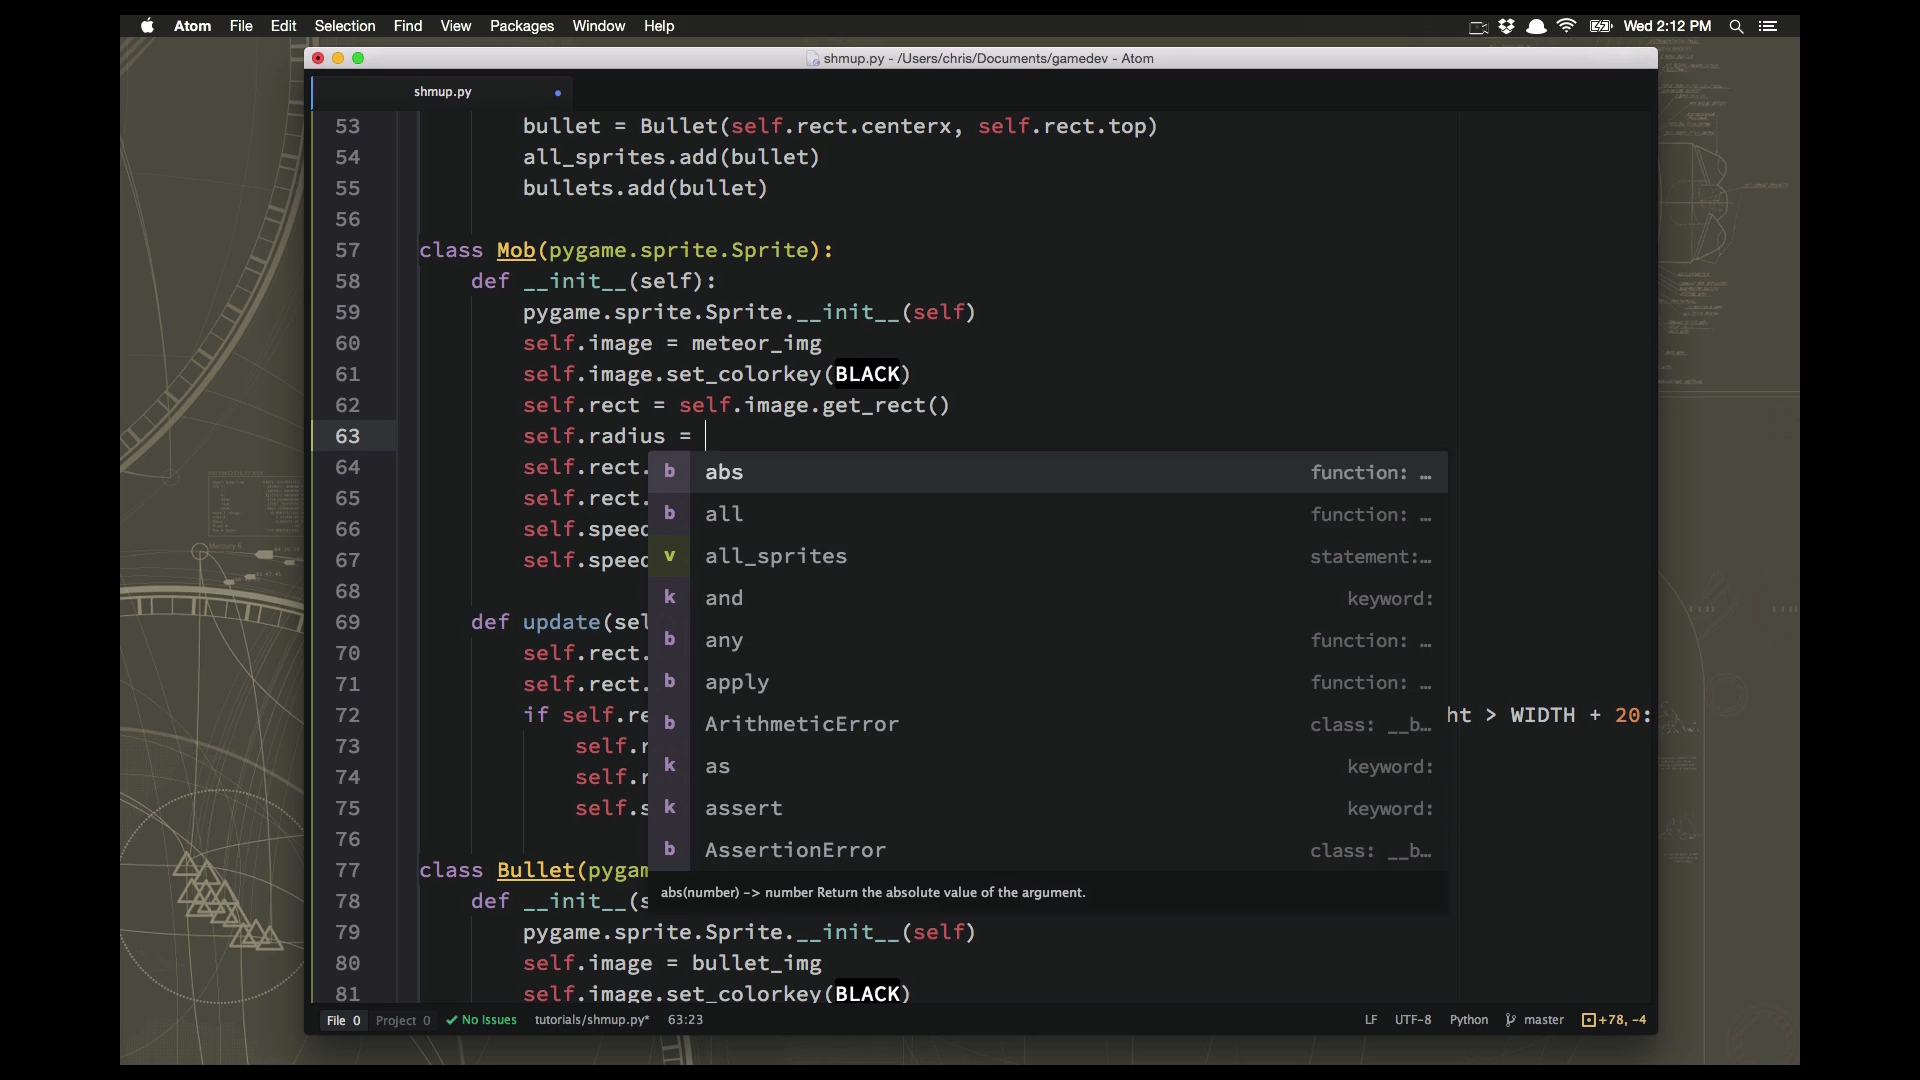 Atom File Edit Selection Find View Packages Window Help Wed 2:12 PM
shmup.py - /Users/chris/Documents/gamedev - Atom
shmup.py
53 bullet = Bullet(self.rect.centerx, self.rect.top)
54 all_sprites.add(bullet)
55 bullets.add(bullet)
56
57 class Mob(pygame.sprite.Sprite):
58 def __init__(self):
59 pygame.sprite.Sprite.__init__(self)
60 self.image = meteor_img
61 self.image.set_colorkey(BLACK)
62 self.rect = self.image.get_rect()
63 self.radius =
64 self.rect.
65 self.rect.
66 self.speed
67 self.speed
68
69 def update(sel
70 self.rect.
71 self.rect.
72 if self.re ht > WIDTH + 20:
73 self.r
74 self.r
75 self.s
76
77 class Bullet(pygam
78 def __init__(s
79 pygame.sprite.Sprite.__init__(self)
80 self.image = bullet_img
81 self.image.set_colorkey(BLACK)
b abs function: …
b all function: …
v all_sprites statement:…
k and keyword:
b any function: …
b apply function: …
b ArithmeticError class: __b…
k as keyword:
k assert keyword:
b AssertionError class: __b…
abs(number) -> number Return the absolute value of the argument.
File 0 Project 0 No Issues tutorials/shmup.py* 63:23 LF UTF-8 Python master +78, -4